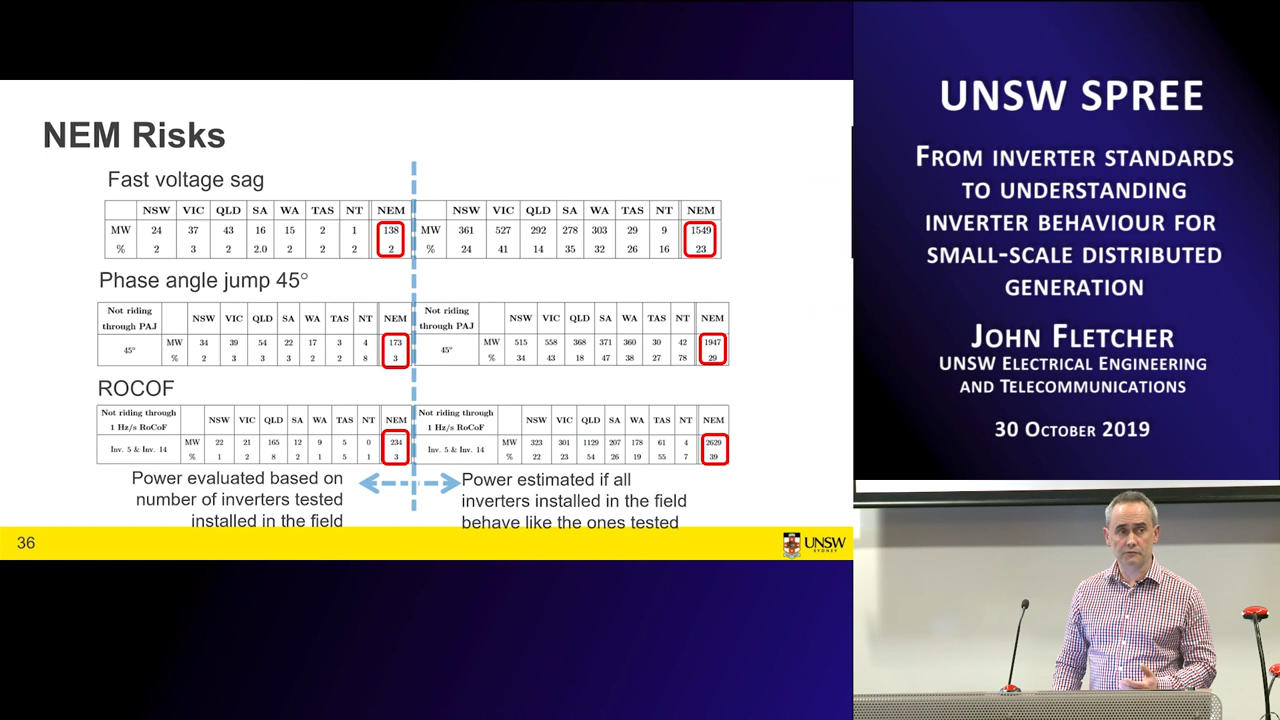 NEM Risks
Fast voltage sag
NSW VIC QLD SA WA TAS NT NEM
MW 24 37 43 16 15 2 1 138
% 2 3 2 2.0 2 2 2 2
NSW VIC QLD SA WA TAS NT NEM
MW 361 527 292 278 303 29 9 1549
% 24 41 14 35 32 26 16 23
Phase angle jump 45°
Not riding through PAJ NSW VIC QLD SA WA TAS NT NEM
45° MW 34 39 54 22 17 3 4 173
% 2 3 3 3 2 3 8 3
Not riding through PAJ NSW VIC QLD SA WA TAS NT NEM
45° MW 515 558 368 371 360 30 42 1947
% 34 43 18 47 38 27 78 29
ROCOF
Not riding through 1 Hz/s RoCoF NSW VIC QLD SA WA TAS NT NEM
Inv. 5 & Inv. 14 MW 22 21 165 12 9 5 0 234
% 1 2 8 2 1 5 1 3
Not riding through 1 Hz/s RoCoF NSW VIC QLD SA WA TAS NT NEM
Inv. 5 & Inv. 14 MW 323 301 1129 207 178 61 4 2629
% 22 23 54 26 19 55 7 39
Power evaluated based on
number of inverters tested
installed in the field
Power estimated if all
inverters installed in the field
behave like the ones tested
36
UNSW
SYDNEY
UNSW SPREE
FROM INVERTER STANDARDS
TO UNDERSTANDING
INVERTER BEHAVIOUR FOR
SMALL-SCALE DISTRIBUTED
GENERATION
JOHN FLETCHER
UNSW ELECTRICAL ENGINEERING
AND TELECOMMUNICATIONS
30 OCTOBER 2019